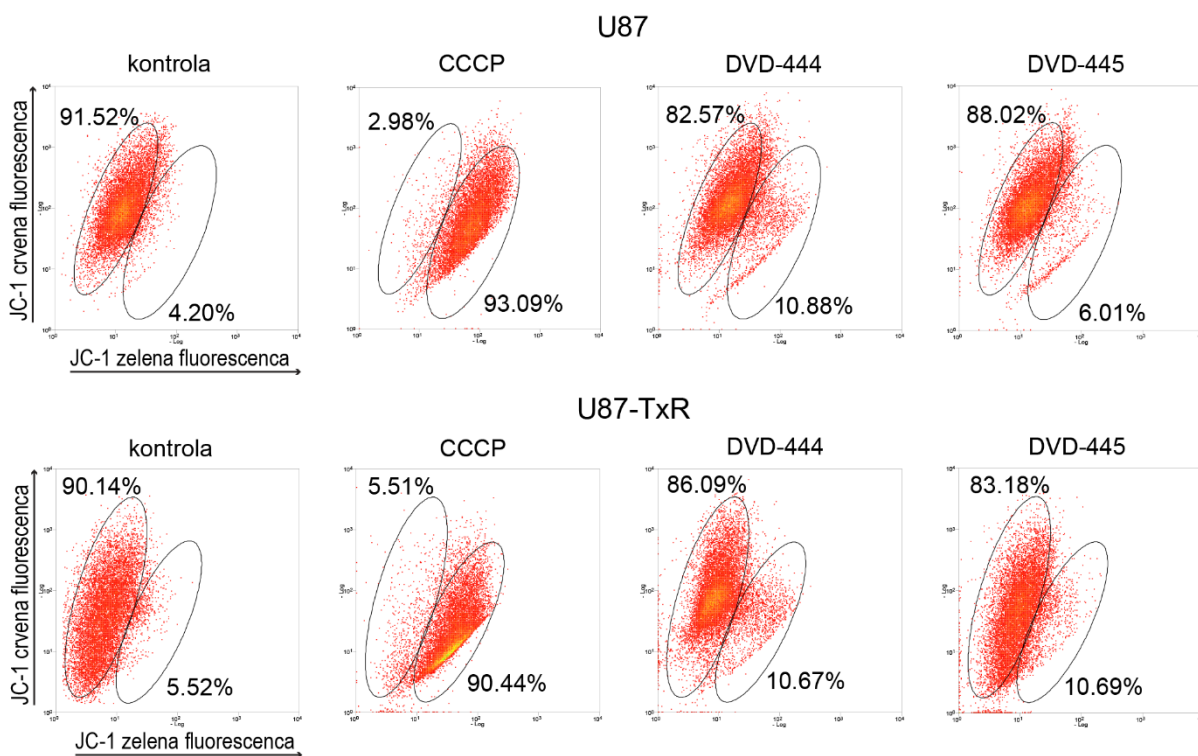 U87
kontrola
CCCP
DVD-444
DVD-445
JC-1 crvena fluorescenca
91.52%
4.20%
2.98%
93.09%
82.57%
10.88%
88.02%
6.01%
JC-1 zelena fluorescenca
U87-TxR
kontrola
CCCP
DVD-444
DVD-445
JC-1 crvena fluorescenca
90.14%
5.52%
5.51%
90.44%
86.09%
10.67%
83.18%
10.69%
JC-1 zelena fluorescenca